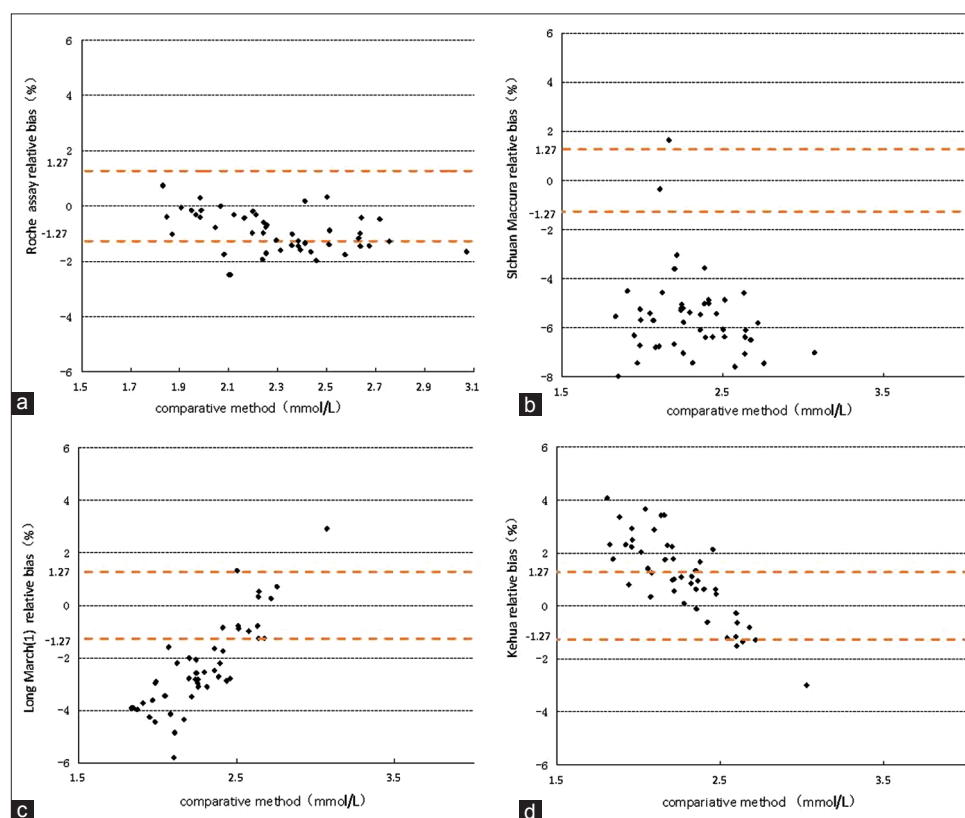 6
4
2
1.27
0
-1.27
-2
-4
-6
1.5 1.7 1.9 2.1 2.3 2.5 2.7 2.9 3.1
Roche assay relative bias (%)
comparative method (mmol/L)
a
6
4
2
1.27
0
-1.27
-2
-4
-6
-8
1.5 2.5 3.5
SIchuan Maccura relative bias (%)
comparative method (mmol/L)
b
6
4
2
1.27
0
-1.27
-2
-4
-6
1.5 2.5 3.5
Long March(1) relative bias (%)
comparative method (mmol/L)
c
6
4
2
1.27
0
-1.27
-2
-4
-6
1.5 2.5 3.5
Kehua relative bias (%)
compariative method (mmol/L)
d